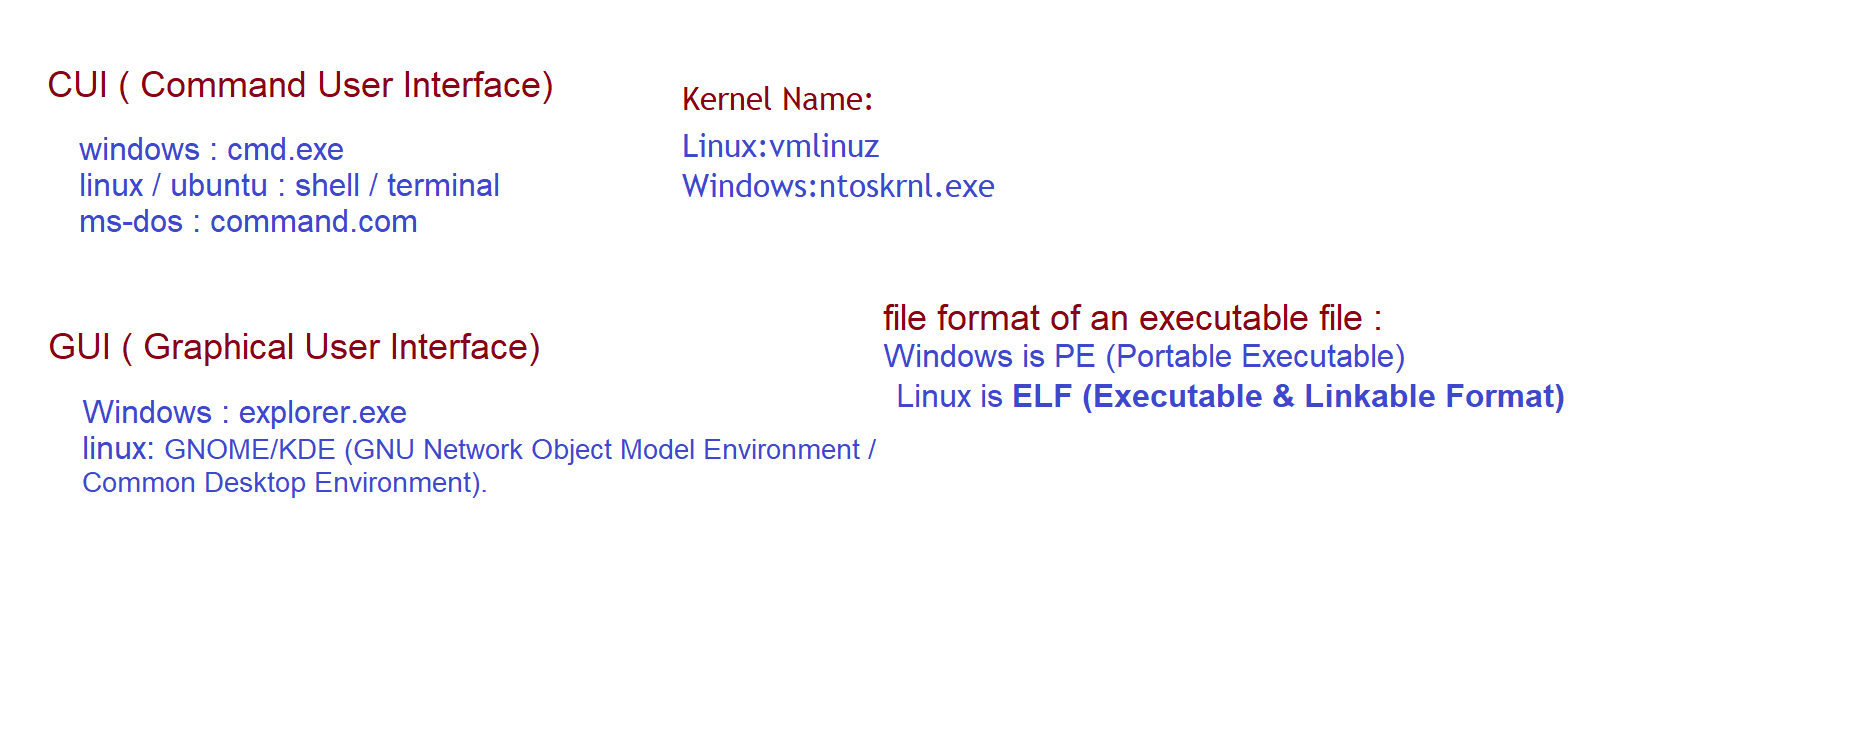 CUI ( Command User Interface)
windows : cmd.exe
linux / ubuntu : shell / terminal
ms-dos : command.com
Kernel Name:
Linux:vmlinuz
Windows:ntoskrnl.exe
GUI ( Graphical User Interface)
Windows : explorer.exe
linux: GNOME/KDE (GNU Network Object Model Environment /
Common Desktop Environment).
file format of an executable file :
Windows is PE (Portable Executable)
Linux is ELF (Executable & Linkable Format)